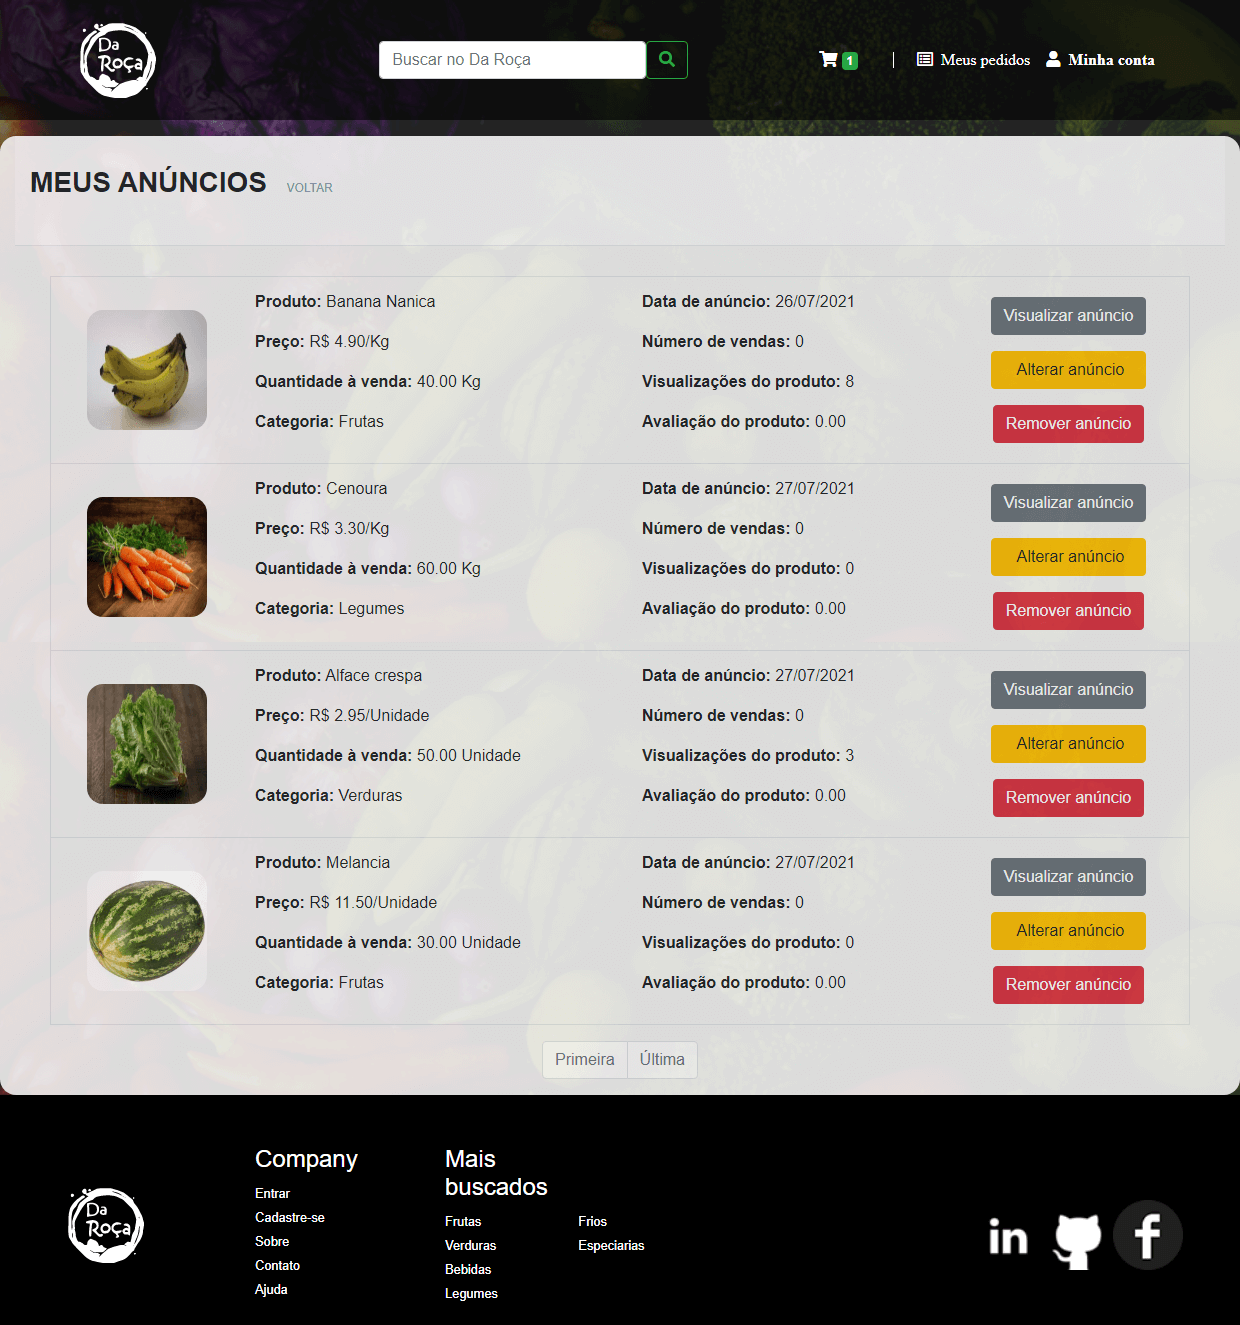 Da Roça
Buscar no Da Roça
1
|
Meus pedidos
Minha conta
MEUS ANÚNCIOS
VOLTAR
Produto: Banana Nanica
Preço: R$ 4.90/Kg
Quantidade à venda: 40.00 Kg
Categoria: Frutas
Data de anúncio: 26/07/2021
Número de vendas: 0
Visualizações do produto: 8
Avaliação do produto: 0.00
Visualizar anúncio
Alterar anúncio
Remover anúncio
Produto: Cenoura
Preço: R$ 3.30/Kg
Quantidade à venda: 60.00 Kg
Categoria: Legumes
Data de anúncio: 27/07/2021
Número de vendas: 0
Visualizações do produto: 0
Avaliação do produto: 0.00
Visualizar anúncio
Alterar anúncio
Remover anúncio
Produto: Alface crespa
Preço: R$ 2.95/Unidade
Quantidade à venda: 50.00 Unidade
Categoria: Verduras
Data de anúncio: 27/07/2021
Número de vendas: 0
Visualizações do produto: 3
Avaliação do produto: 0.00
Visualizar anúncio
Alterar anúncio
Remover anúncio
Produto: Melancia
Preço: R$ 11.50/Unidade
Quantidade à venda: 30.00 Unidade
Categoria: Frutas
Data de anúncio: 27/07/2021
Número de vendas: 0
Visualizações do produto: 0
Avaliação do produto: 0.00
Visualizar anúncio
Alterar anúncio
Remover anúncio
Primeira
Última
Da Roça
Company
Entrar
Cadastre-se
Sobre
Contato
Ajuda
Mais
buscados
Frutas
Verduras
Bebidas
Legumes
Frios
Especiarias
in
f